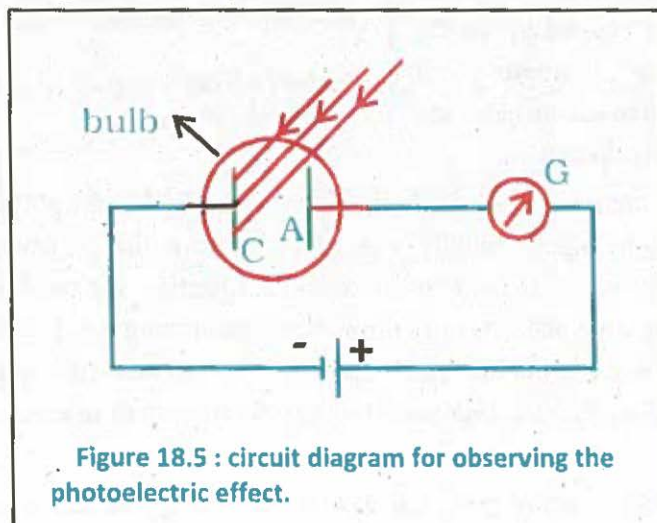 bulb
G
C
A
-
+
Figure 18.5 : circuit diagram for observing the
photoelectric effect.